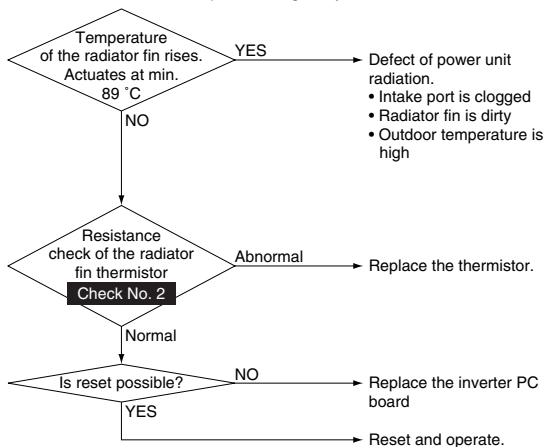 Temperature
of the radiator fin rises.
Actuates at min.
89 ˚C
YES
Defect of power unit
radiation.
• Intake port is clogged
• Radiator fin is dirty
• Outdoor temperature is
high
NO
Resistance
check of the radiator
fin thermistor
Check No. 2
Abnormal
Replace the thermistor.
Normal
Is reset possible?
NO
Replace the inverter PC
board
YES
Reset and operate.